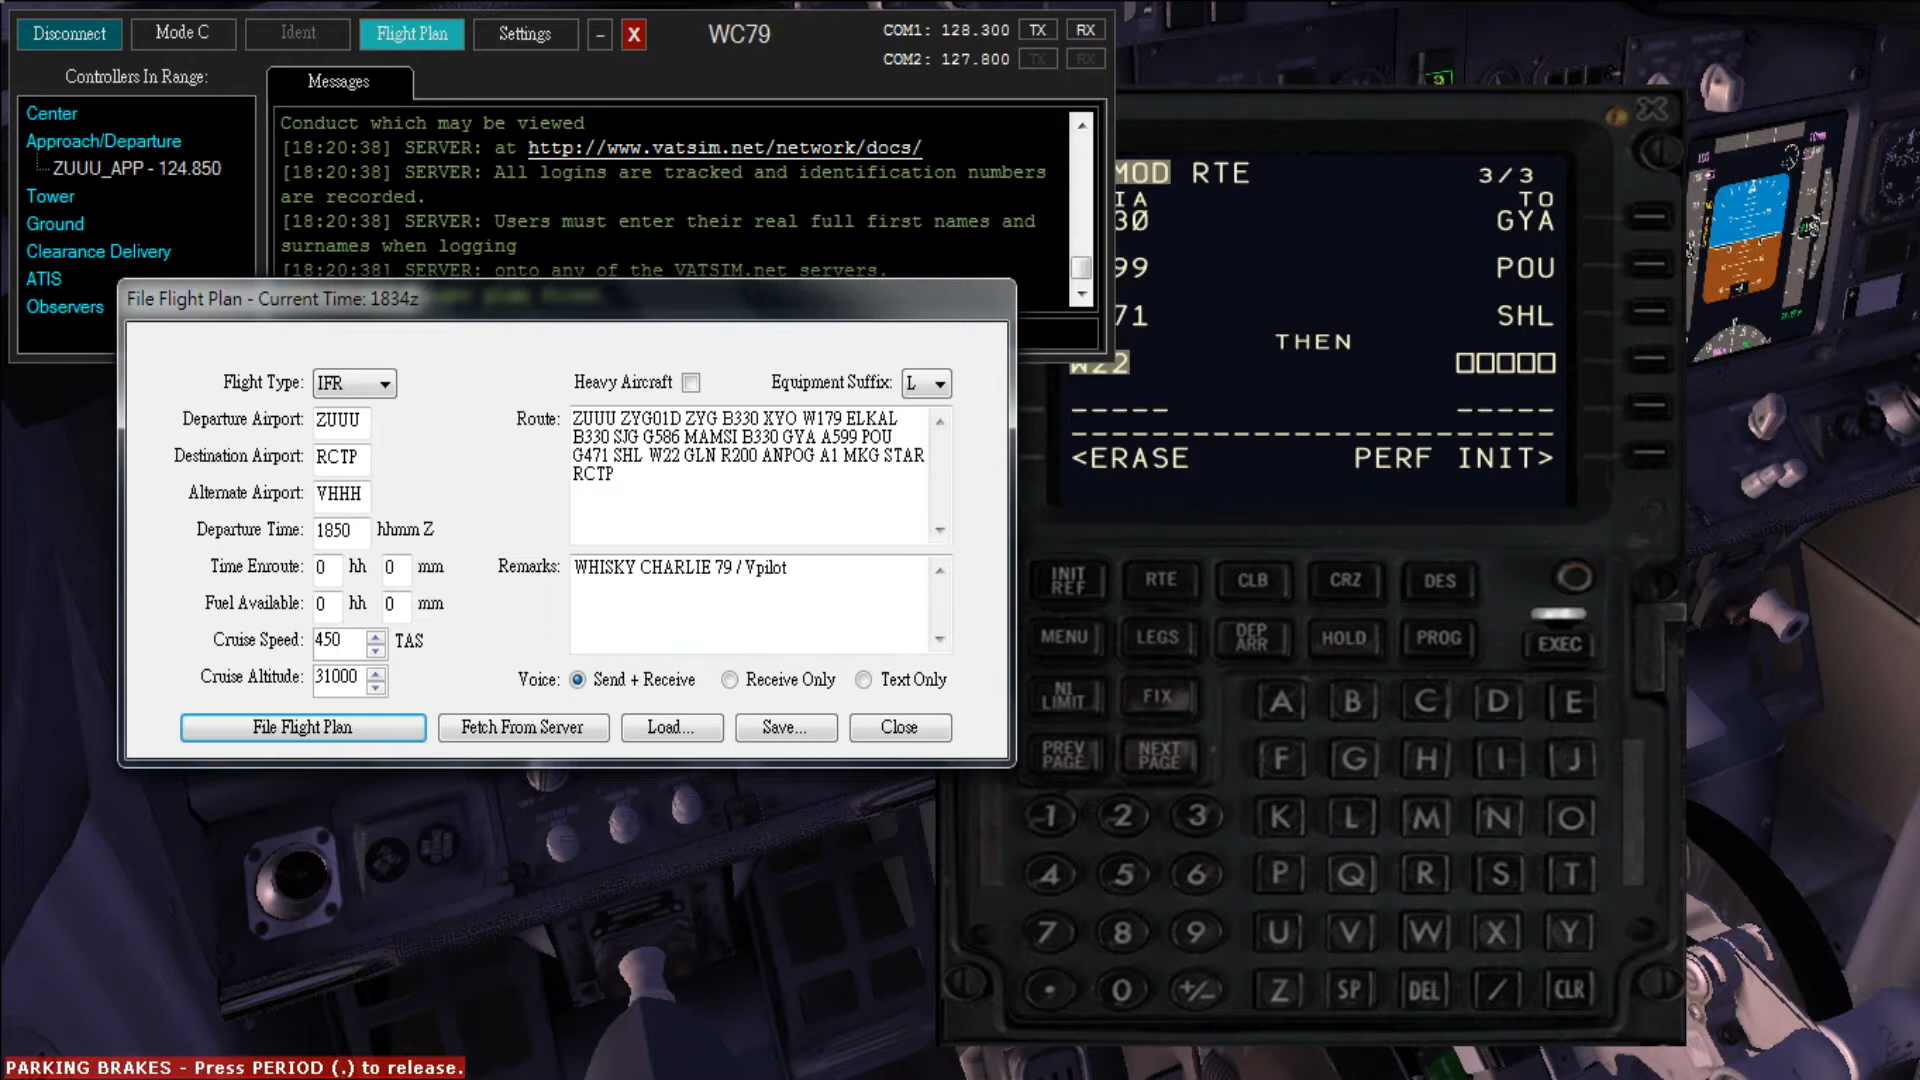 Disconnect
Mode C
Ident
Flight Plan
Settings
–
X
WC79
COM1: 128.300 TX RX
COM2: 127.800 TX RX
Controllers In Range:
Center
Approach/Departure
ZUUU_APP - 124.850
Tower
Ground
Clearance Delivery
ATIS
Observers
Messages
Conduct which may be viewed
[18:20:38] SERVER: at http://www.vatsim.net/network/docs/
[18:20:38] SERVER: All logins are tracked and identification numbers
are recorded.
[18:20:38] SERVER: Users must enter their real full first names and
surnames when logging
[18:20:38] SERVER: onto any of the VATSIM.net servers.
File Flight Plan - Current Time: 1834z
Flight Type: IFR
Heavy Aircraft
Equipment Suffix: L
Departure Airport: ZUUU
Destination Airport: RCTP
Alternate Airport: VHHH
Departure Time: 1850 hhmm Z
Time Enroute: 0 hh 0 mm
Fuel Available: 0 hh 0 mm
Cruise Speed: 450 TAS
Cruise Altitude: 31000
Route: ZUUU ZYG01D ZYG B330 XYO W179 ELKAL
B330 SJG G586 MAMSI B330 GYA A599 POU
G471 SHL W22 GLN R200 ANPOG A1 MKG STAR
RCTP
Remarks: WHISKY CHARLIE 79 / Vpilot
Voice: Send + Receive Receive Only Text Only
File Flight Plan
Fetch From Server
Load...
Save...
Close
MOD RTE 3/3
IA TO
30 GYA
99 POU
71 SHL
THEN
W22 □□□□□
----- -----
<ERASE PERF INIT>
INIT REF
RTE
CLB
CRZ
DES
MENU
LEGS
DEP ARR
HOLD
PROG
EXEC
N1 LIMIT
FIX
PREV PAGE
NEXT PAGE
A B C D E
F G H I J
1 2 3 K L M N O
4 5 6 P Q R S T
7 8 9 U V W X Y
. 0 +/- Z SP DEL / CLR
PARKING BRAKES - Press PERIOD (.) to release.